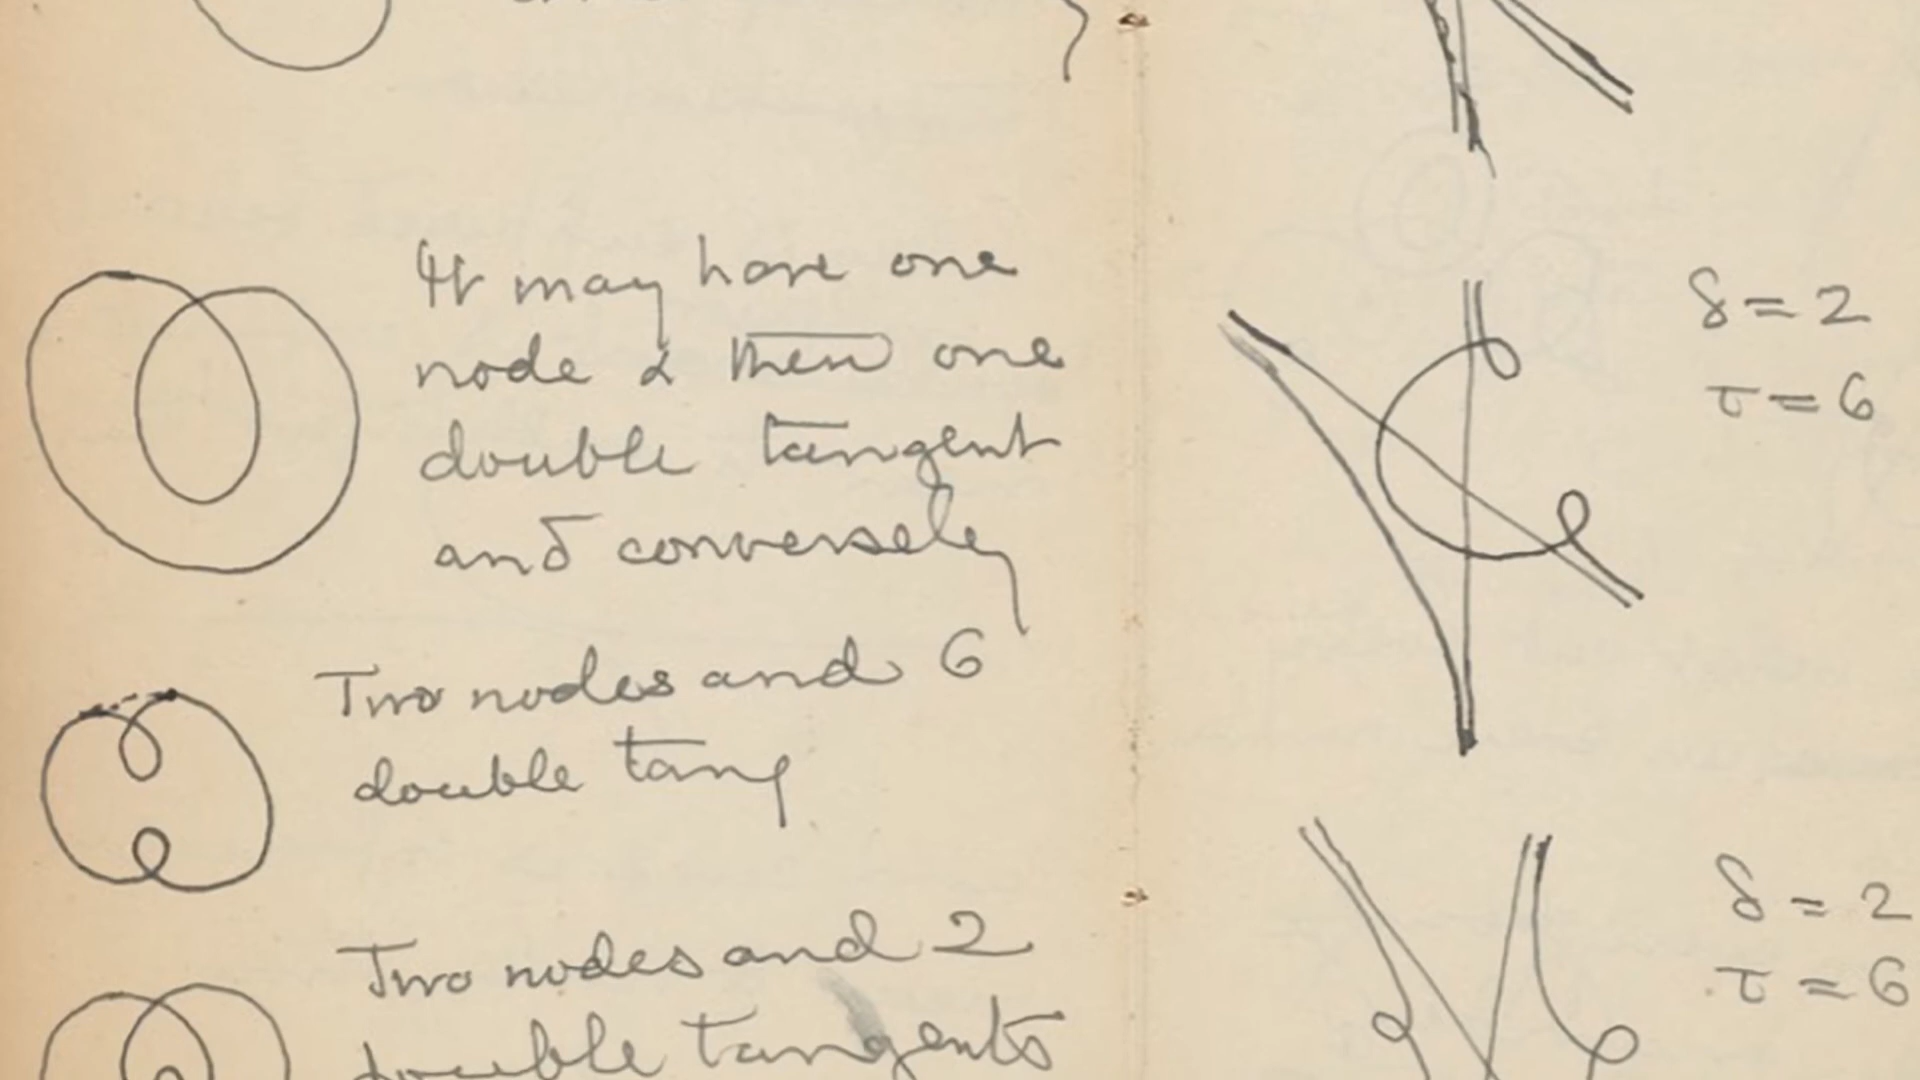 It may have one
node & then one
double tangent
and conversely
Two nodes and 6
double tang
Two nodes and 2
double tangents
δ = 2
τ = 6
δ = 2
τ = 6